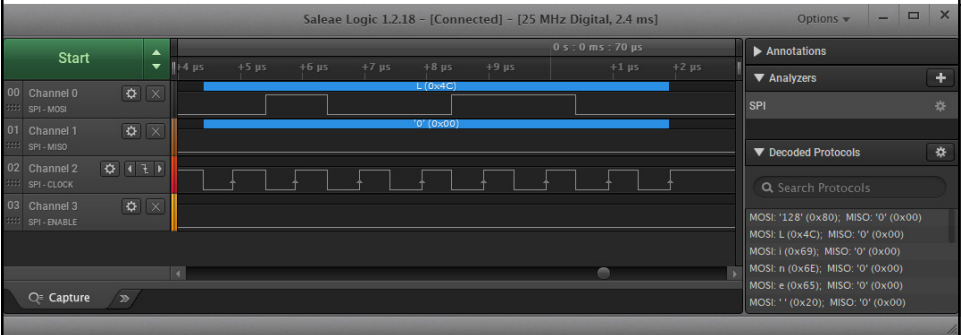 Saleae Logic 1.2.18 - [Connected] - [25 MHz Digital, 2.4 ms]
Options
Start
0 s : 0 ms : 70 µs
+4 µs +5 µs +6 µs +7 µs +8 µs +9 µs +1 µs +2 µs
00 Channel 0
SPI - MOSI
L (0x4C)
01 Channel 1
SPI - MISO
'0' (0x00)
02 Channel 2
SPI - CLOCK
03 Channel 3
SPI - ENABLE
Capture
Annotations
Analyzers
SPI
Decoded Protocols
Search Protocols
MOSI: '128' (0x80); MISO: '0' (0x00)
MOSI: L (0x4C); MISO: '0' (0x00)
MOSI: i (0x69); MISO: '0' (0x00)
MOSI: n (0x6E); MISO: '0' (0x00)
MOSI: e (0x65); MISO: '0' (0x00)
MOSI: ' ' (0x20); MISO: '0' (0x00)